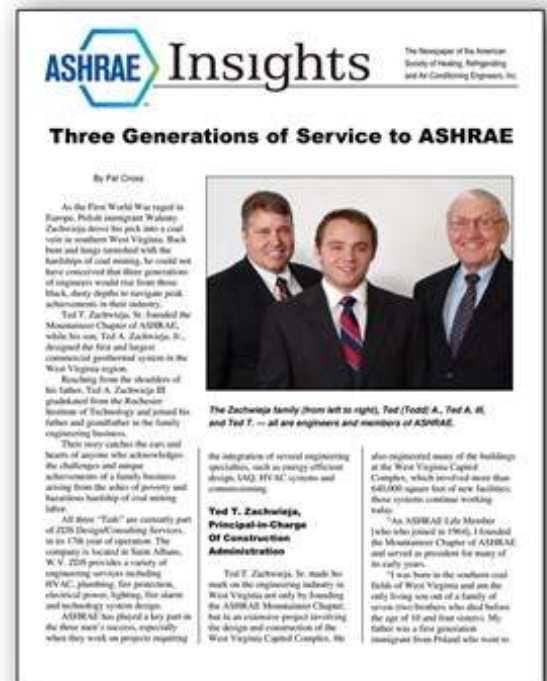 ASHRAE
Insights
The Newspaper of the American
Society of Heating, Refrigerating
and Air-Conditioning Engineers, Inc.
Three Generations of Service to ASHRAE
By Pat Cross
As the First World War raged in
Europe, Polish immigrant Walenty
Zachwieja drove his pick into a coal
vein in southern West Virginia. Back
bent and lungs tarnished with the
hardships of coal mining, he could not
have conceived that three generations
of engineers would rise from those
black, dusty depths to navigate peak
achievements in their industry.
Ted T. Zachwieja, Sr. founded the
Mountaineer Chapter of ASHRAE,
while his son, Ted A. Zachwieja, Jr.,
designed the first and largest
commercial geothermal system in the
West Virginia region.
Reaching from the shoulders of
his father, Ted A. Zachwieja III
graduated from the Rochester
Institute of Technology and joined his
father and grandfather in the family
engineering business.
Their story catches the ears and
hearts of anyone who acknowledges
the challenges and unique
achievements of a family business
arising from the ashes of poverty and
hazardous hardship of coal mining
labor.
All three "Teds" are currently part
of ZDS Design/Consulting Services,
in its 17th year of operation. The
company is located in Saint Albans,
W.V. ZDS provides a variety of
engineering services including
HVAC, plumbing, fire protection,
electrical power, lighting, fire alarm
and technology system design.
ASHRAE has played a key part in
the three men's success, especially
when they work on projects requiring
The Zachwieja family (from left to right), Ted (Todd) A., Ted A. III,
and Ted T. — all are engineers and members of ASHRAE.
the integration of several engineering
specialties, such as energy efficient
design, IAQ, HVAC systems and
commissioning.
Ted T. Zachwieja,
Principal-in-Charge
Of Construction
Administration
Ted T. Zachwieja, Sr. made his
mark on the engineering industry in
West Virginia not only by founding
the ASHRAE Mountaineer Chapter,
but in an extensive project involving
the design and construction of the
West Virginia Capitol Complex. He
also engineered many of the buildings
at the West Virginia Capitol
Complex, which involved more than
640,000 square feet of new facilities;
those systems continue working
today.
"An ASHRAE Life Member
[who who joined in 1964], I founded
the Mountaineer Chapter of ASHRAE
and served as president for many of
its early years.
"I was born in the southern coal
fields of West Virginia and am the
only living son out of a family of
seven (two brothers who died before
the age of 10 and four sisters). My
father was a first generation
immigrant from Poland who went to